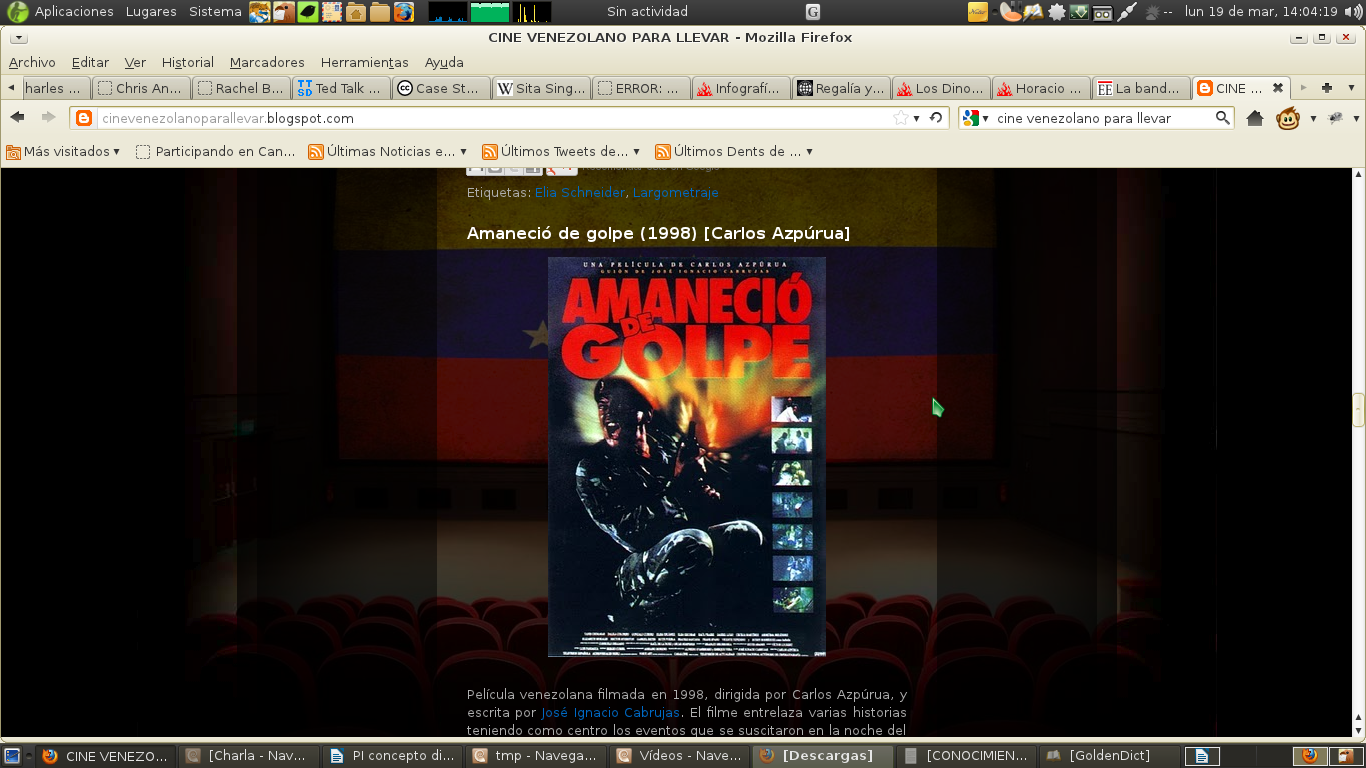 Aplicaciones Lugares Sistema Sin actividad G -- lun 19 de mar, 14:04:19
CINE VENEZOLANO PARA LLEVAR - Mozilla Firefox
Archivo Editar Ver Historial Marcadores Herramientas Ayuda
harles ... Chris An... Rachel B... TT SD Ted Talk ... cc Case St... W Sita Sing... ERROR: ... Infografí... Regalía y... Los Dino... Horacio ... EE La band... CINE ...
cinevenezolanoparallevar.blogspot.com cine venezolano para llevar
Más visitados Participando en Can... Últimas Noticias e... Últimos Tweets de... Últimos Dents de ...
Etiquetas: Elia Schneider, Largometraje
Amaneció de golpe (1998) [Carlos Azpúrua]
UNA PELÍCULA DE CARLOS AZPÚRUA
GUIÓN DE JOSÉ IGNACIO CABRUJAS
AMANECIÓ
DE
GOLPE
Película venezolana filmada en 1998, dirigida por Carlos Azpúrua, y
escrita por José Ignacio Cabrujas. El filme entrelaza varias historias
teniendo como centro los eventos que se suscitaron en la noche del
CINE VENEZO... [Charla - Nav... PI concepto di... tmp - Navega... Vídeos - Nave... [Descargas] [CONOCIMIEN... [GoldenDict]